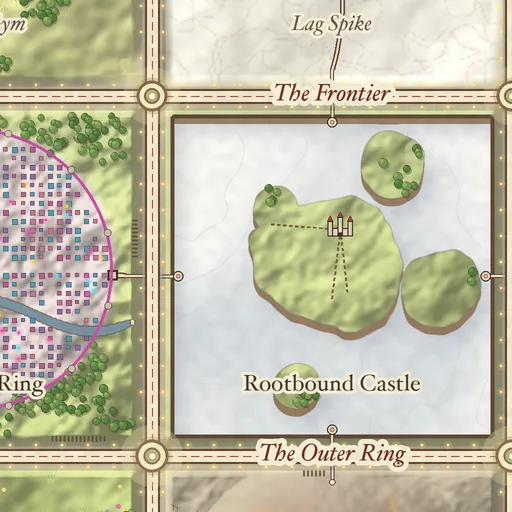 Lag Spike
The Frontier
Ring
Rootbound Castle
The Outer Ring